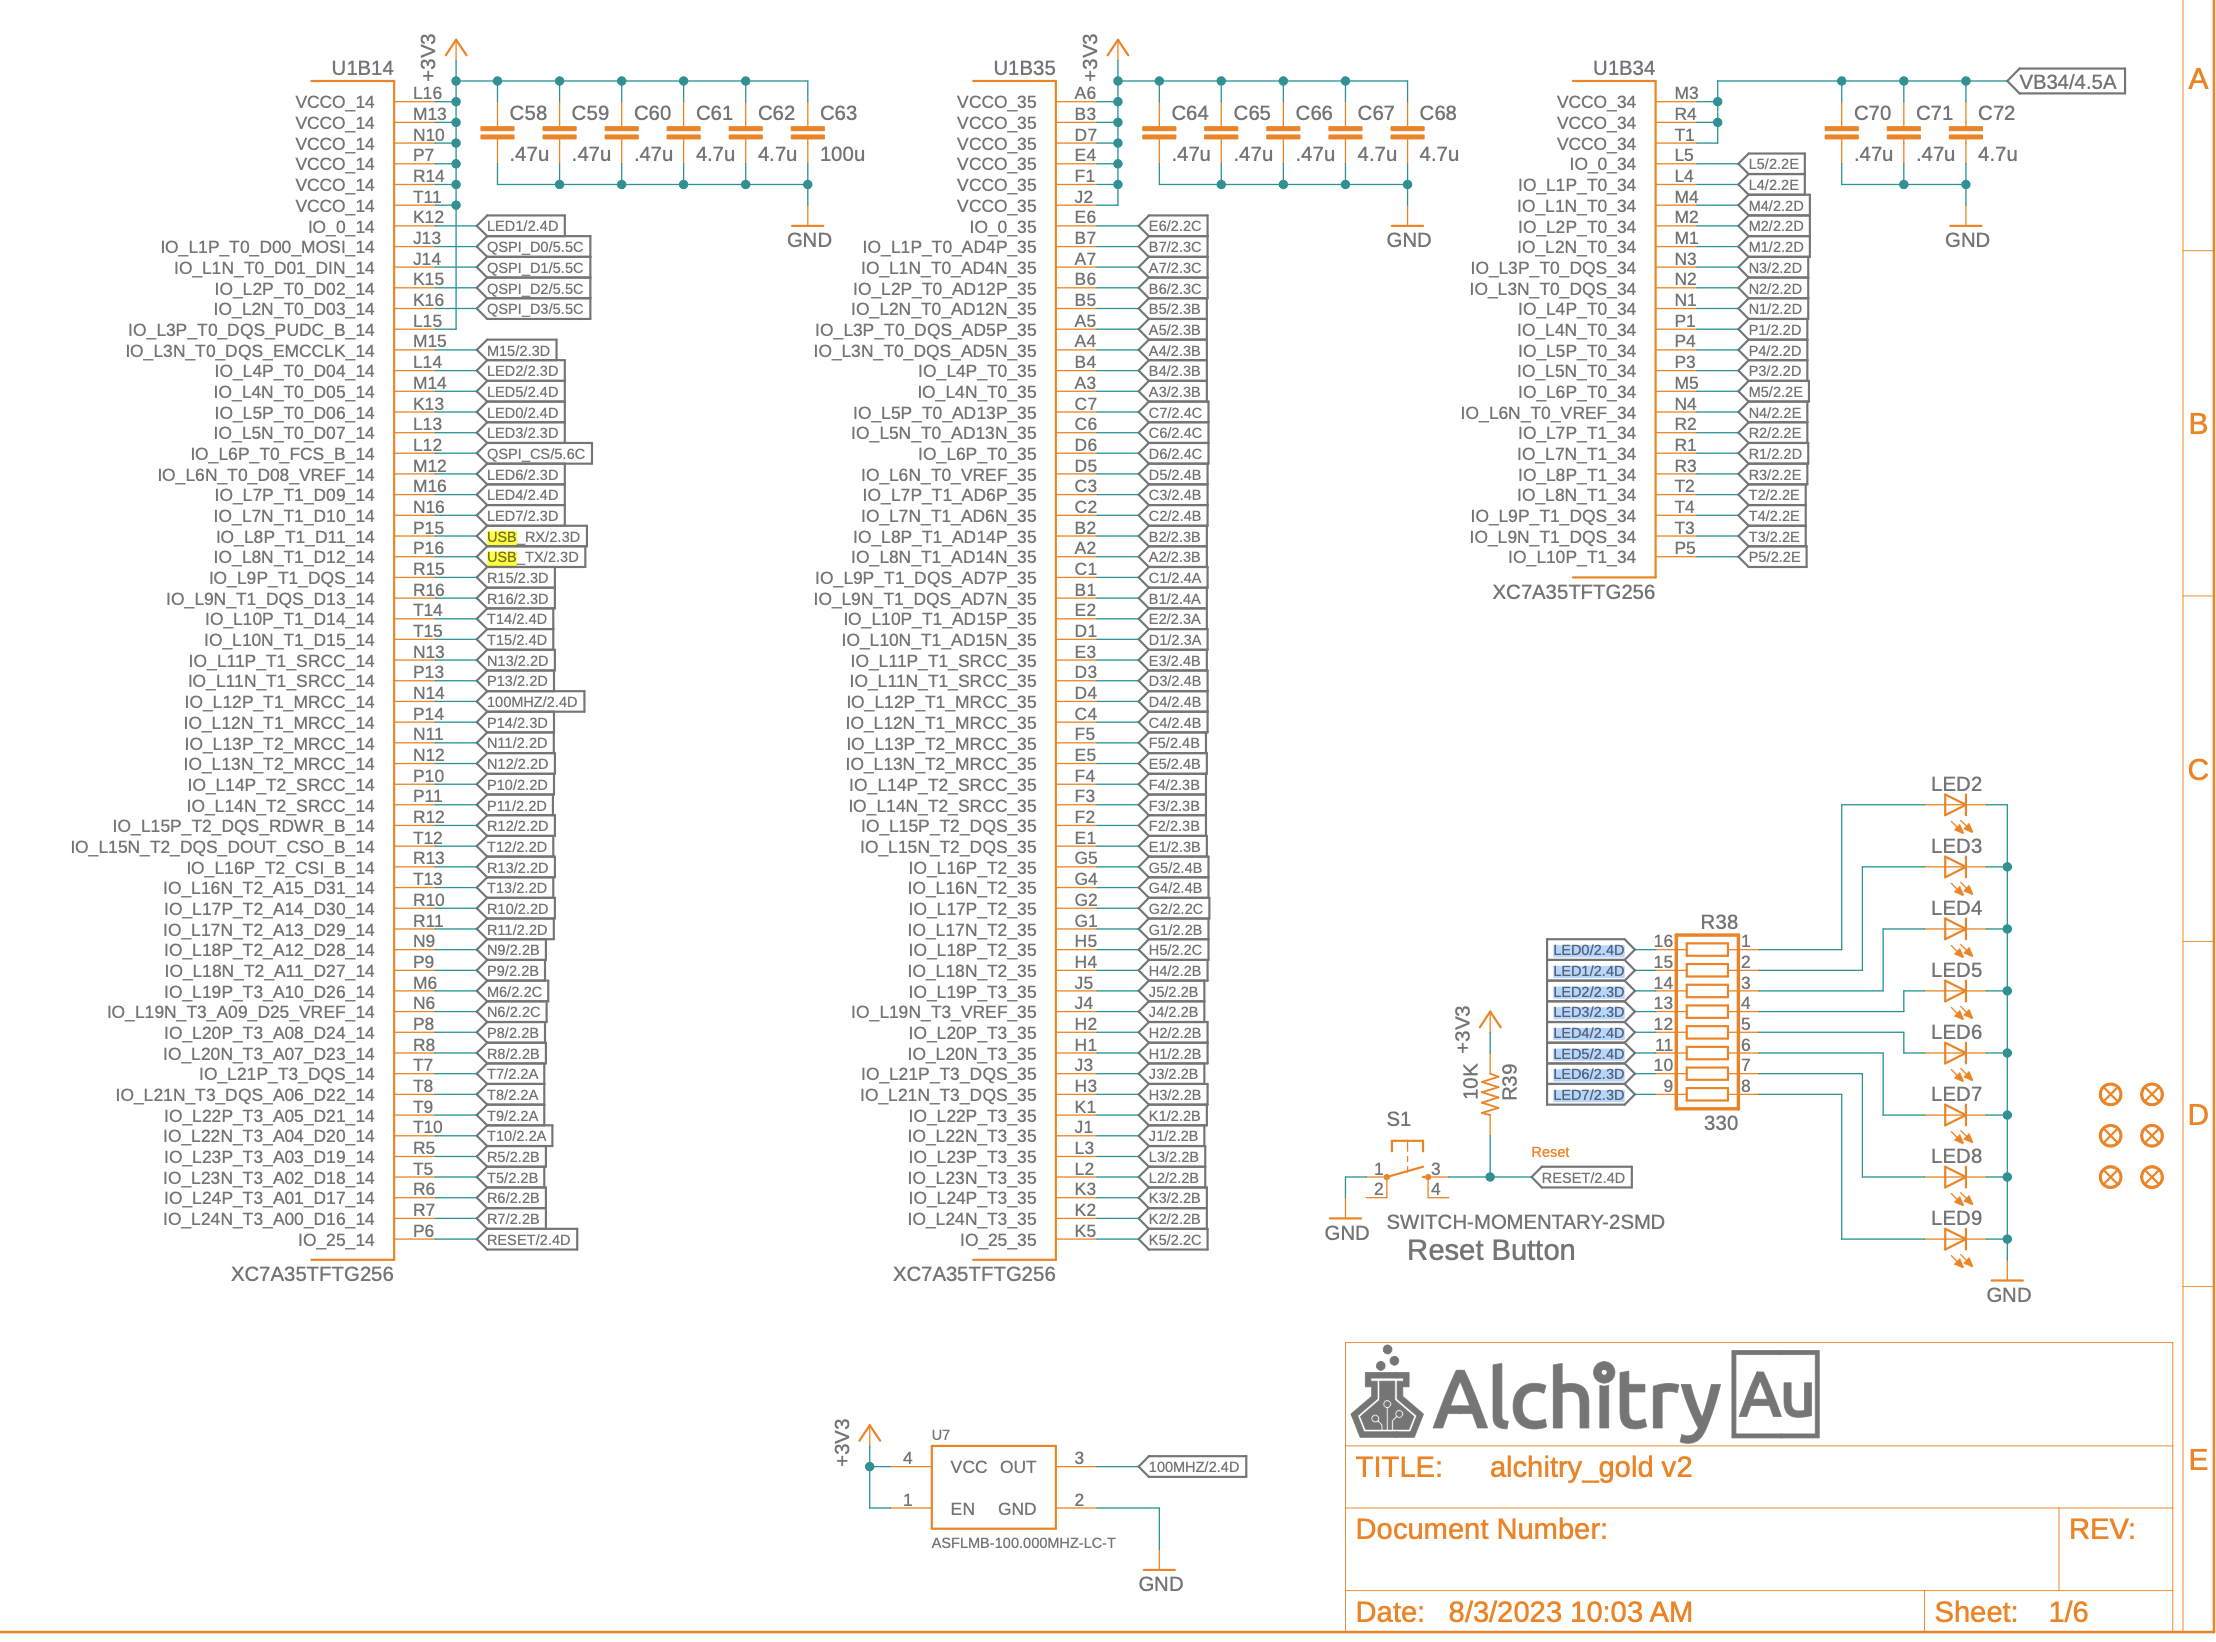 U1B14
+3V3
VCCO_14 L16
VCCO_14 M13
VCCO_14 N10
VCCO_14 P7
VCCO_14 R14
VCCO_14 T11
IO_0_14 K12 LED1/2.4D
IO_L1P_T0_D00_MOSI_14 J13 QSPI_D0/5.5C
IO_L1N_T0_D01_DIN_14 J14 QSPI_D1/5.5C
IO_L2P_T0_D02_14 K15 QSPI_D2/5.5C
IO_L2N_T0_D03_14 K16 QSPI_D3/5.5C
IO_L3P_T0_DQS_PUDC_B_14 L15
IO_L3N_T0_DQS_EMCCLK_14 M15 M15/2.3D
IO_L4P_T0_D04_14 L14 LED2/2.3D
IO_L4N_T0_D05_14 M14 LED5/2.4D
IO_L5P_T0_D06_14 K13 LED0/2.4D
IO_L5N_T0_D07_14 L13 LED3/2.3D
IO_L6P_T0_FCS_B_14 L12 QSPI_CS/5.6C
IO_L6N_T0_D08_VREF_14 M12 LED6/2.3D
IO_L7P_T1_D09_14 M16 LED4/2.4D
IO_L7N_T1_D10_14 N16 LED7/2.3D
IO_L8P_T1_D11_14 P15 USB_RX/2.3D
IO_L8N_T1_D12_14 P16 USB_TX/2.3D
IO_L9P_T1_DQS_14 R15 R15/2.3D
IO_L9N_T1_DQS_D13_14 R16 R16/2.3D
IO_L10P_T1_D14_14 T14 T14/2.4D
IO_L10N_T1_D15_14 T15 T15/2.4D
IO_L11P_T1_SRCC_14 N13 N13/2.2D
IO_L11N_T1_SRCC_14 P13 P13/2.2D
IO_L12P_T1_MRCC_14 N14 100MHZ/2.4D
IO_L12N_T1_MRCC_14 P14 P14/2.3D
IO_L13P_T2_MRCC_14 N11 N11/2.2D
IO_L13N_T2_MRCC_14 N12 N12/2.2D
IO_L14P_T2_SRCC_14 P10 P10/2.2D
IO_L14N_T2_SRCC_14 P11 P11/2.2D
IO_L15P_T2_DQS_RDWR_B_14 R12 R12/2.2D
IO_L15N_T2_DQS_DOUT_CSO_B_14 T12 T12/2.2D
IO_L16P_T2_CSI_B_14 R13 R13/2.2D
IO_L16N_T2_A15_D31_14 T13 T13/2.2D
IO_L17P_T2_A14_D30_14 R10 R10/2.2D
IO_L17N_T2_A13_D29_14 R11 R11/2.2D
IO_L18P_T2_A12_D28_14 N9 N9/2.2B
IO_L18N_T2_A11_D27_14 P9 P9/2.2B
IO_L19P_T3_A10_D26_14 M6 M6/2.2C
IO_L19N_T3_A09_D25_VREF_14 N6 N6/2.2C
IO_L20P_T3_A08_D24_14 P8 P8/2.2B
IO_L20N_T3_A07_D23_14 R8 R8/2.2B
IO_L21P_T3_DQS_14 T7 T7/2.2A
IO_L21N_T3_DQS_A06_D22_14 T8 T8/2.2A
IO_L22P_T3_A05_D21_14 T9 T9/2.2A
IO_L22N_T3_A04_D20_14 T10 T10/2.2A
IO_L23P_T3_A03_D19_14 R5 R5/2.2B
IO_L23N_T3_A02_D18_14 T5 T5/2.2B
IO_L24P_T3_A01_D17_14 R6 R6/2.2B
IO_L24N_T3_A00_D16_14 R7 R7/2.2B
IO_25_14 P6 RESET/2.4D
XC7A35TFTG256
C58 C59 C60 C61 C62 C63
.47u .47u .47u 4.7u 4.7u 100u
GND
U1B35
+3V3
VCCO_35 A6
VCCO_35 B3
VCCO_35 D7
VCCO_35 E4
VCCO_35 F1
VCCO_35 J2
IO_0_35 E6 E6/2.2C
IO_L1P_T0_AD4P_35 B7 B7/2.3C
IO_L1N_T0_AD4N_35 A7 A7/2.3C
IO_L2P_T0_AD12P_35 B6 B6/2.3C
IO_L2N_T0_AD12N_35 B5 B5/2.3B
IO_L3P_T0_DQS_AD5P_35 A5 A5/2.3B
IO_L3N_T0_DQS_AD5N_35 A4 A4/2.3B
IO_L4P_T0_35 B4 B4/2.3B
IO_L4N_T0_35 A3 A3/2.3B
IO_L5P_T0_AD13P_35 C7 C7/2.4C
IO_L5N_T0_AD13N_35 C6 C6/2.4C
IO_L6P_T0_35 D6 D6/2.4C
IO_L6N_T0_VREF_35 D5 D5/2.4B
IO_L7P_T1_AD6P_35 C3 C3/2.4B
IO_L7N_T1_AD6N_35 C2 C2/2.4B
IO_L8P_T1_AD14P_35 B2 B2/2.3B
IO_L8N_T1_AD14N_35 A2 A2/2.3B
IO_L9P_T1_DQS_AD7P_35 C1 C1/2.4A
IO_L9N_T1_DQS_AD7N_35 B1 B1/2.4A
IO_L10P_T1_AD15P_35 E2 E2/2.3A
IO_L10N_T1_AD15N_35 D1 D1/2.3A
IO_L11P_T1_SRCC_35 E3 E3/2.4B
IO_L11N_T1_SRCC_35 D3 D3/2.4B
IO_L12P_T1_MRCC_35 D4 D4/2.4B
IO_L12N_T1_MRCC_35 C4 C4/2.4B
IO_L13P_T2_MRCC_35 F5 F5/2.4B
IO_L13N_T2_MRCC_35 E5 E5/2.4B
IO_L14P_T2_SRCC_35 F4 F4/2.3B
IO_L14N_T2_SRCC_35 F3 F3/2.3B
IO_L15P_T2_DQS_35 F2 F2/2.3B
IO_L15N_T2_DQS_35 E1 E1/2.3B
IO_L16P_T2_35 G5 G5/2.4B
IO_L16N_T2_35 G4 G4/2.4B
IO_L17P_T2_35 G2 G2/2.2C
IO_L17N_T2_35 G1 G1/2.2B
IO_L18P_T2_35 H5 H5/2.2C
IO_L18N_T2_35 H4 H4/2.2B
IO_L19P_T3_35 J5 J5/2.2B
IO_L19N_T3_VREF_35 J4 J4/2.2B
IO_L20P_T3_35 H2 H2/2.2B
IO_L20N_T3_35 H1 H1/2.2B
IO_L21P_T3_DQS_35 J3 J3/2.2B
IO_L21N_T3_DQS_35 H3 H3/2.2B
IO_L22P_T3_35 K1 K1/2.2B
IO_L22N_T3_35 J1 J1/2.2B
IO_L23P_T3_35 L3 L3/2.2B
IO_L23N_T3_35 L2 L2/2.2B
IO_L24P_T3_35 K3 K3/2.2B
IO_L24N_T3_35 K2 K2/2.2B
IO_25_35 K5 K5/2.2C
XC7A35TFTG256
C64 C65 C66 C67 C68
.47u .47u .47u 4.7u 4.7u
GND
U1B34
VB34/4.5A
VCCO_34 M3
VCCO_34 R4
VCCO_34 T1
IO_0_34 L5 L5/2.2E
IO_L1P_T0_34 L4 L4/2.2E
IO_L1N_T0_34 M4 M4/2.2D
IO_L2P_T0_34 M2 M2/2.2D
IO_L2N_T0_34 M1 M1/2.2D
IO_L3P_T0_DQS_34 N3 N3/2.2D
IO_L3N_T0_DQS_34 N2 N2/2.2D
IO_L4P_T0_34 N1 N1/2.2D
IO_L4N_T0_34 P1 P1/2.2D
IO_L5P_T0_34 P4 P4/2.2D
IO_L5N_T0_34 P3 P3/2.2D
IO_L6P_T0_34 M5 M5/2.2E
IO_L6N_T0_VREF_34 N4 N4/2.2E
IO_L7P_T1_34 R2 R2/2.2E
IO_L7N_T1_34 R1 R1/2.2D
IO_L8P_T1_34 R3 R3/2.2E
IO_L8N_T1_34 T2 T2/2.2E
IO_L9P_T1_DQS_34 T4 T4/2.2E
IO_L9N_T1_DQS_34 T3 T3/2.2E
IO_L10P_T1_34 P5 P5/2.2E
XC7A35TFTG256
C70 C71 C72
.47u .47u 4.7u
GND
A
B
C
D
E
R38
LED0/2.4D 16 1
LED1/2.4D 15 2
LED2/2.3D 14 3
LED3/2.3D 13 4
LED4/2.4D 12 5
LED5/2.4D 11 6
LED6/2.3D 10 7
LED7/2.3D 9 8
330
LED2
LED3
LED4
LED5
LED6
LED7
LED8
LED9
GND
+3V3
10K
R39
S1
1 3
2 4
Reset
RESET/2.4D
GND
SWITCH-MOMENTARY-2SMD
Reset Button
+3V3
U7
4 VCC OUT 3 100MHZ/2.4D
1 EN GND 2
ASFLMB-100.000MHZ-LC-T
GND
Alchitry Au
TITLE: alchitry_gold v2
Document Number: REV:
Date: 8/3/2023 10:03 AM Sheet: 1/6